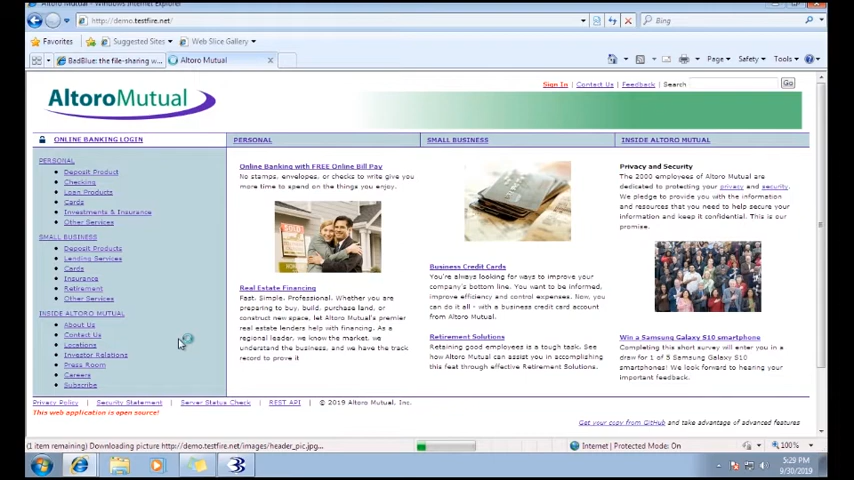 Windows Internet Explorer
http://demo.testfire.net/
Bing
Favorites
Suggested Sites
Web Slice Gallery
BadBlue: the file-sharing w...
Altoro Mutual
Page
Safety
Tools
Sign In | Contact Us | Feedback | Search
Go
AltoroMutual
ONLINE BANKING LOGIN
PERSONAL
SMALL BUSINESS
INSIDE ALTORO MUTUAL
PERSONAL
Deposit Product
Checking
Loan Products
Cards
Investments & Insurance
Other Services
SMALL BUSINESS
Deposit Products
Lending Services
Cards
Insurance
Retirement
Other Services
INSIDE ALTORO MUTUAL
About Us
Contact Us
Locations
Investor Relations
Press Room
Careers
Subscribe
Online Banking with FREE Online Bill Pay
No stamps, envelopes, or checks to write give you
more time to spend on the things you enjoy.
SOLD
Real Estate Financing
Fast. Simple. Professional. Whether you are
preparing to buy, build, purchase land, or
construct new space, let Altoro Mutual's premier
real estate lenders help with financing. As a
regional leader, we know the market, we
understand the business, and we have the track
record to prove it
Business Credit Cards
You're always looking for ways to improve your
company's bottom line. You want to be informed,
improve efficiency and control expenses. Now, you
can do it all - with a business credit card account
from Altoro Mutual.
Retirement Solutions
Retaining good employees is a tough task. See
how Altoro Mutual can assist you in accomplishing
this feat through effective Retirement Solutions.
Privacy and Security
The 2000 employees of Altoro Mutual are
dedicated to protecting your privacy and security.
We pledge to provide you with the information
and resources that you need to help secure your
information and keep it confidential. This is our
promise.
Win a Samsung Galaxy S10 smartphone
Completing this short survey will enter you in a
draw for 1 of 5 Samsung Galaxy S10
smartphones! We look forward to hearing your
important feedback.
Privacy Policy | Security Statement | Server Status Check | REST API | © 2019 Altoro Mutual, Inc.
This web application is open source!
Get your copy from GitHub and take advantage of advanced features
(1 item remaining) Downloading picture http://demo.testfire.net/images/header_pic.jpg...
Internet | Protected Mode: On
100%
5:29 PM
9/30/2019